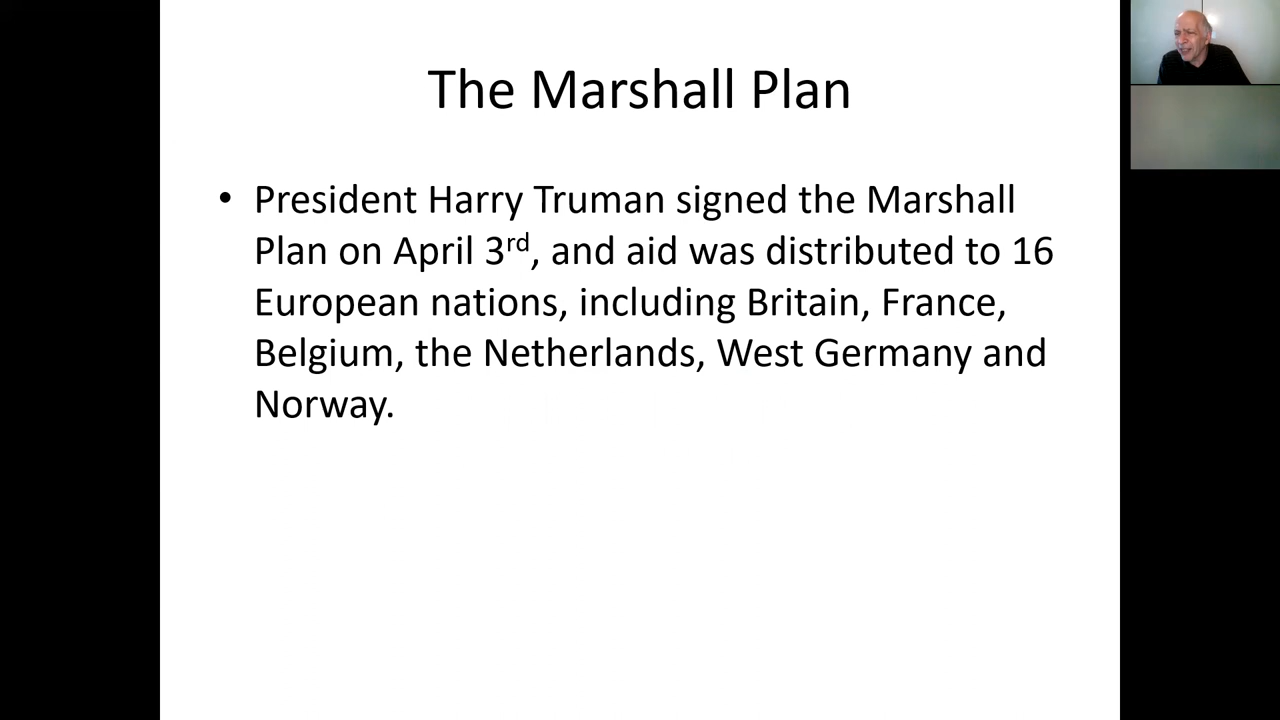 The Marshall Plan
• President Harry Truman signed the Marshall
Plan on April 3rd, and aid was distributed to 16
European nations, including Britain, France,
Belgium, the Netherlands, West Germany and
Norway.